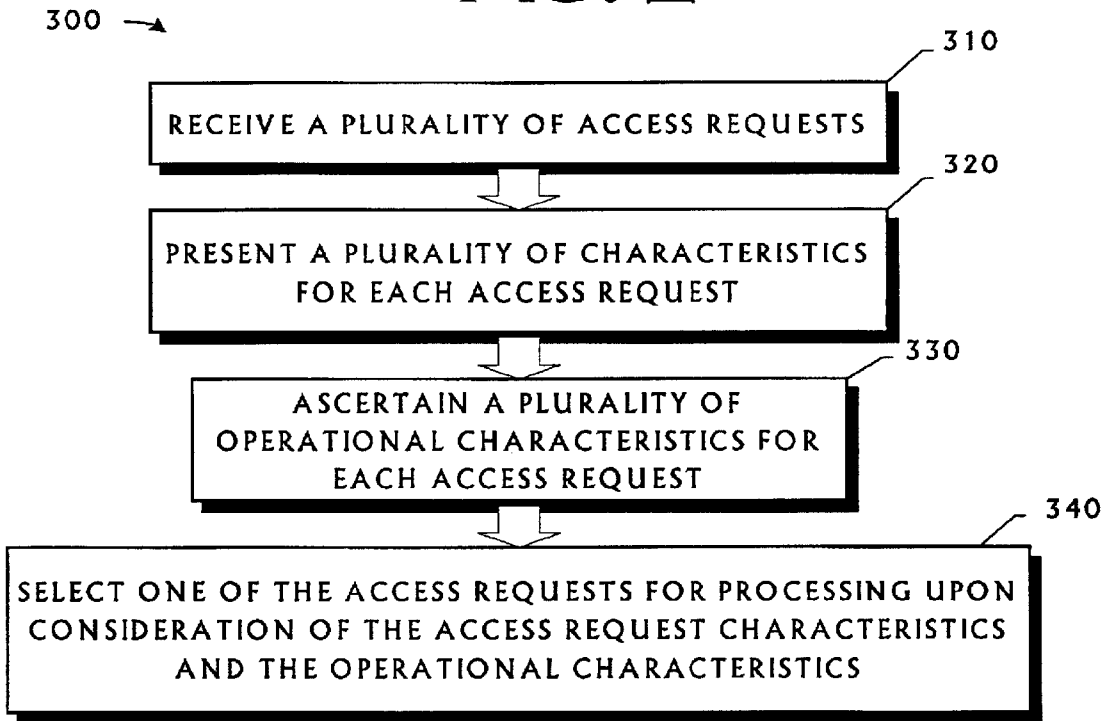 300
310
RECEIVE A PLURALITY OF ACCESS REQUESTS
320
PRESENT A PLURALITY OF CHARACTERISTICS
FOR EACH ACCESS REQUEST
330
ASCERTAIN A PLURALITY OF
OPERATIONAL CHARACTERISTICS FOR
EACH ACCESS REQUEST
340
SELECT ONE OF THE ACCESS REQUESTS FOR PROCESSING UPON
CONSIDERATION OF THE ACCESS REQUEST CHARACTERISTICS
AND THE OPERATIONAL CHARACTERISTICS